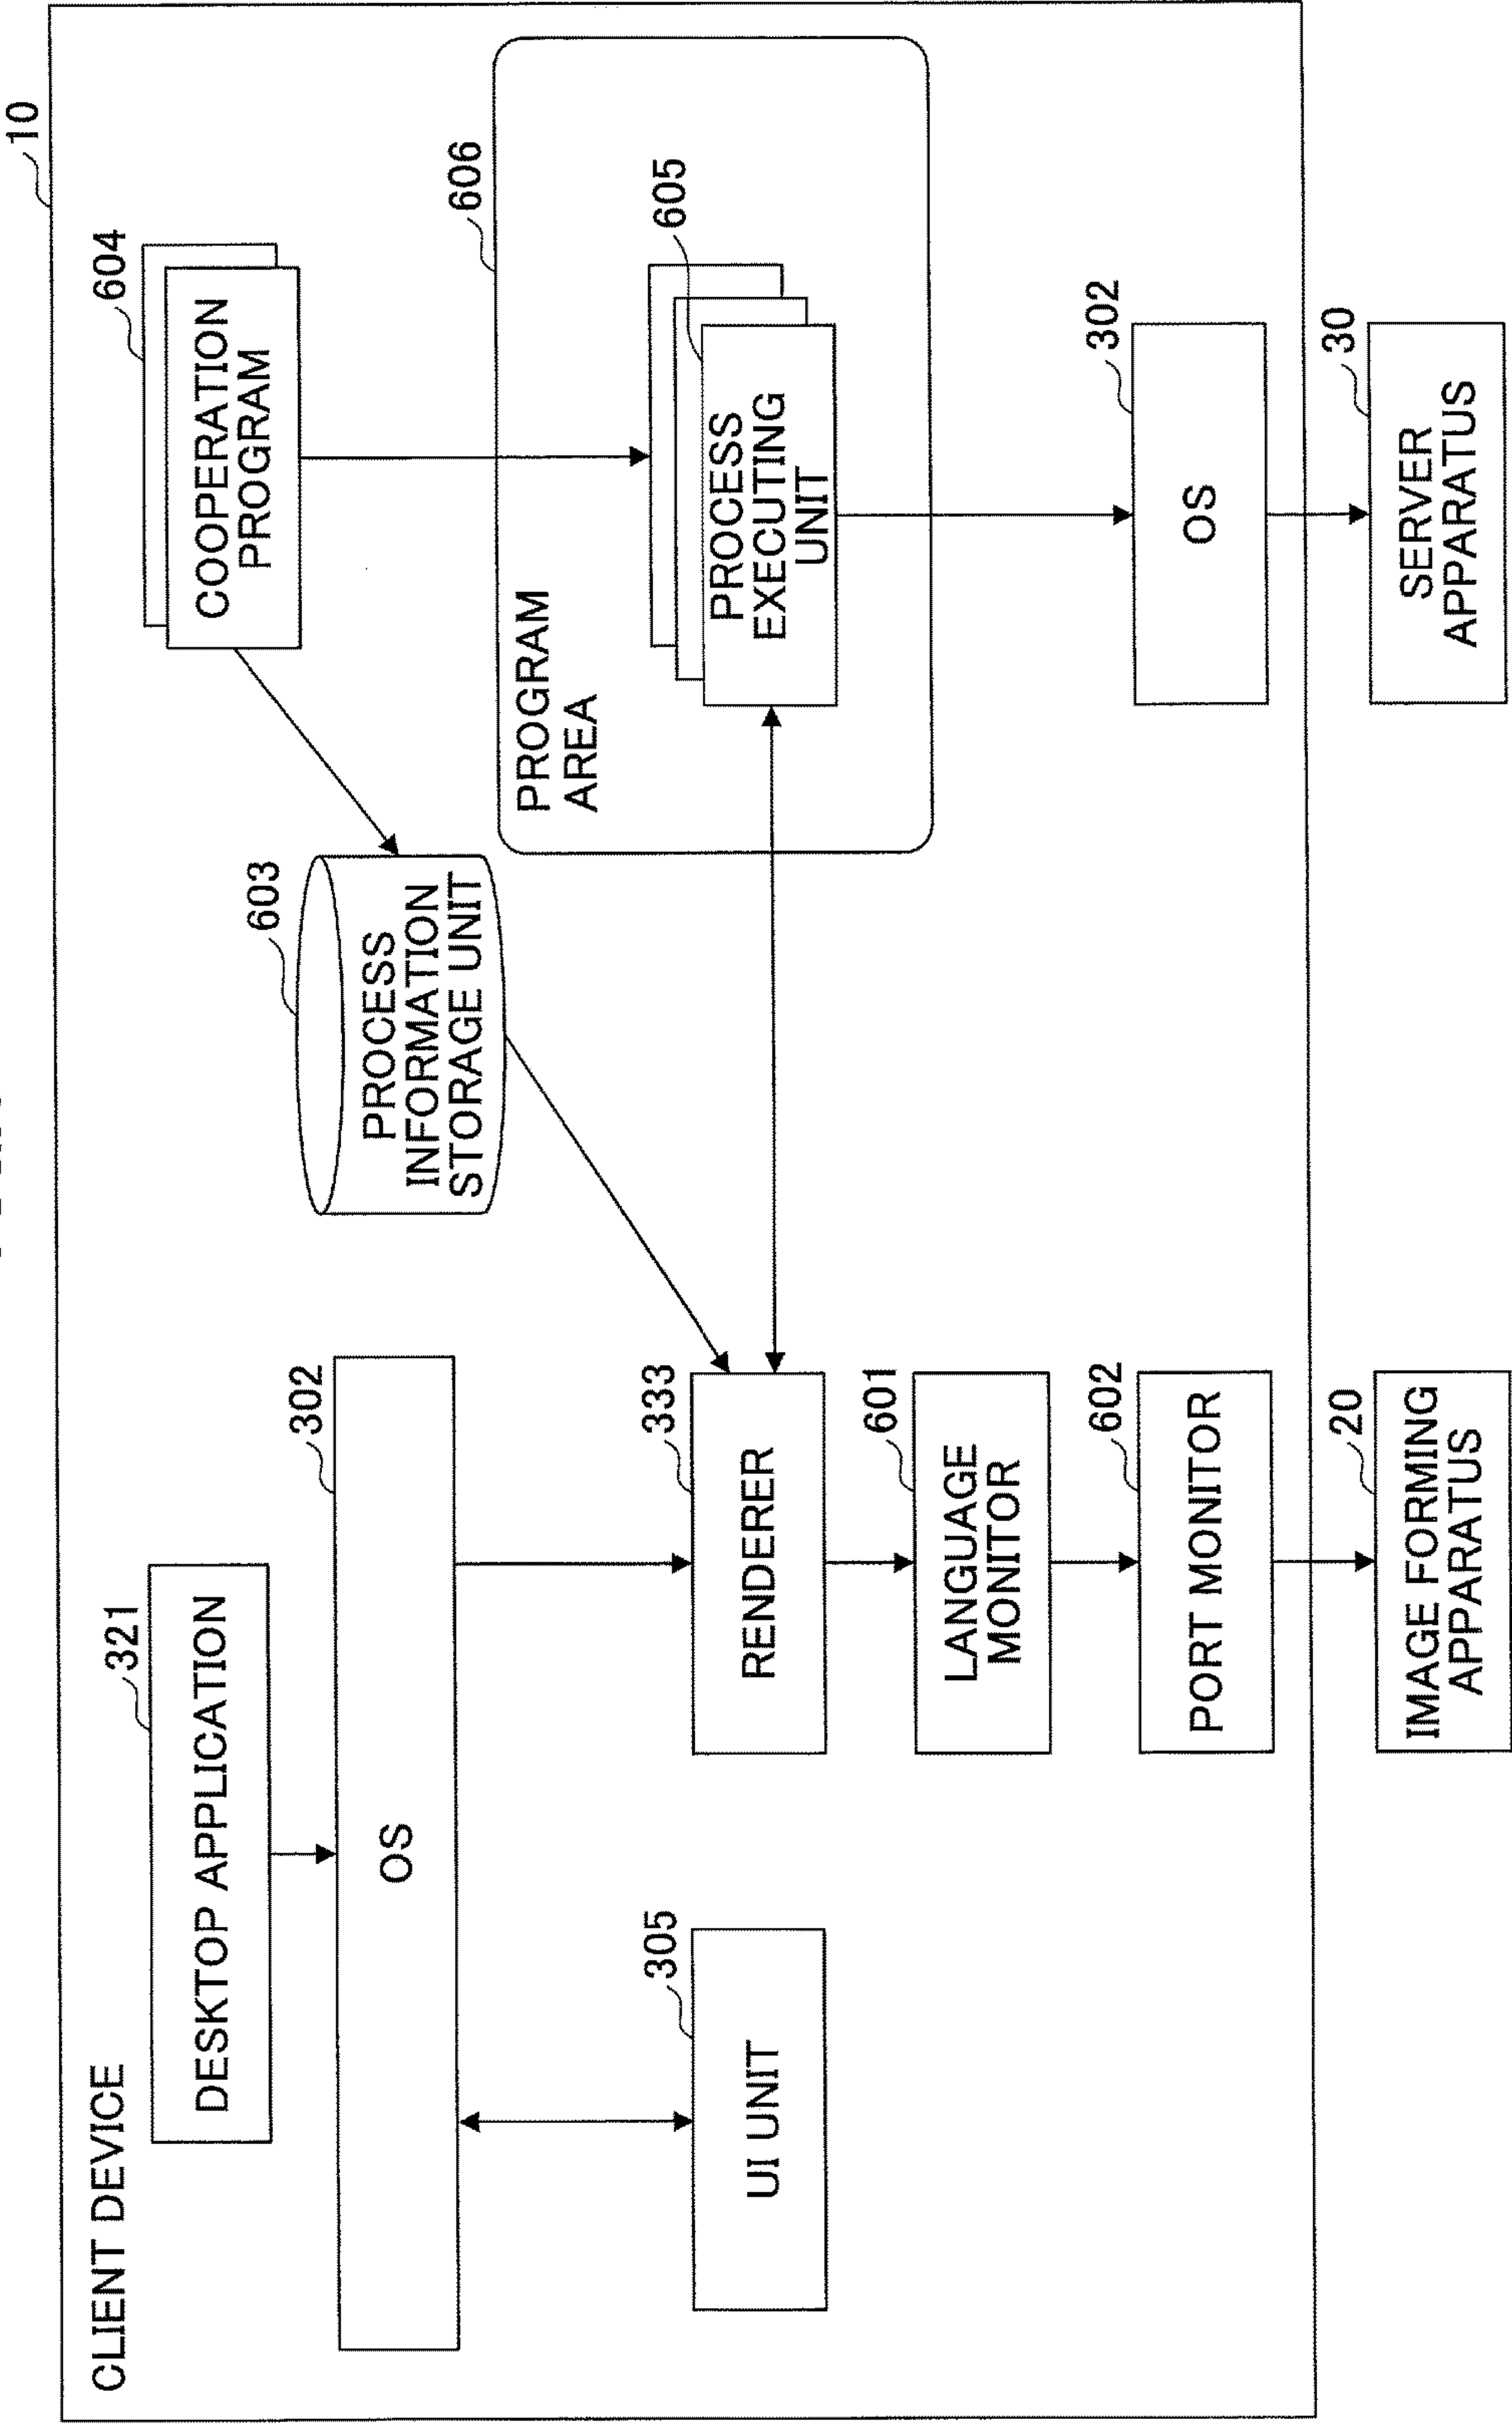 10
CLIENT DEVICE
321
DESKTOP APPLICATION
604
COOPERATION
PROGRAM
302
OS
603
PROCESS
INFORMATION
STORAGE UNIT
606
PROGRAM
AREA
605
PROCESS
EXECUTING
UNIT
305
UI UNIT
333
RENDERER
601
LANGUAGE
MONITOR
602
PORT MONITOR
302
OS
20
IMAGE FORMING
APPARATUS
30
SERVER
APPARATUS